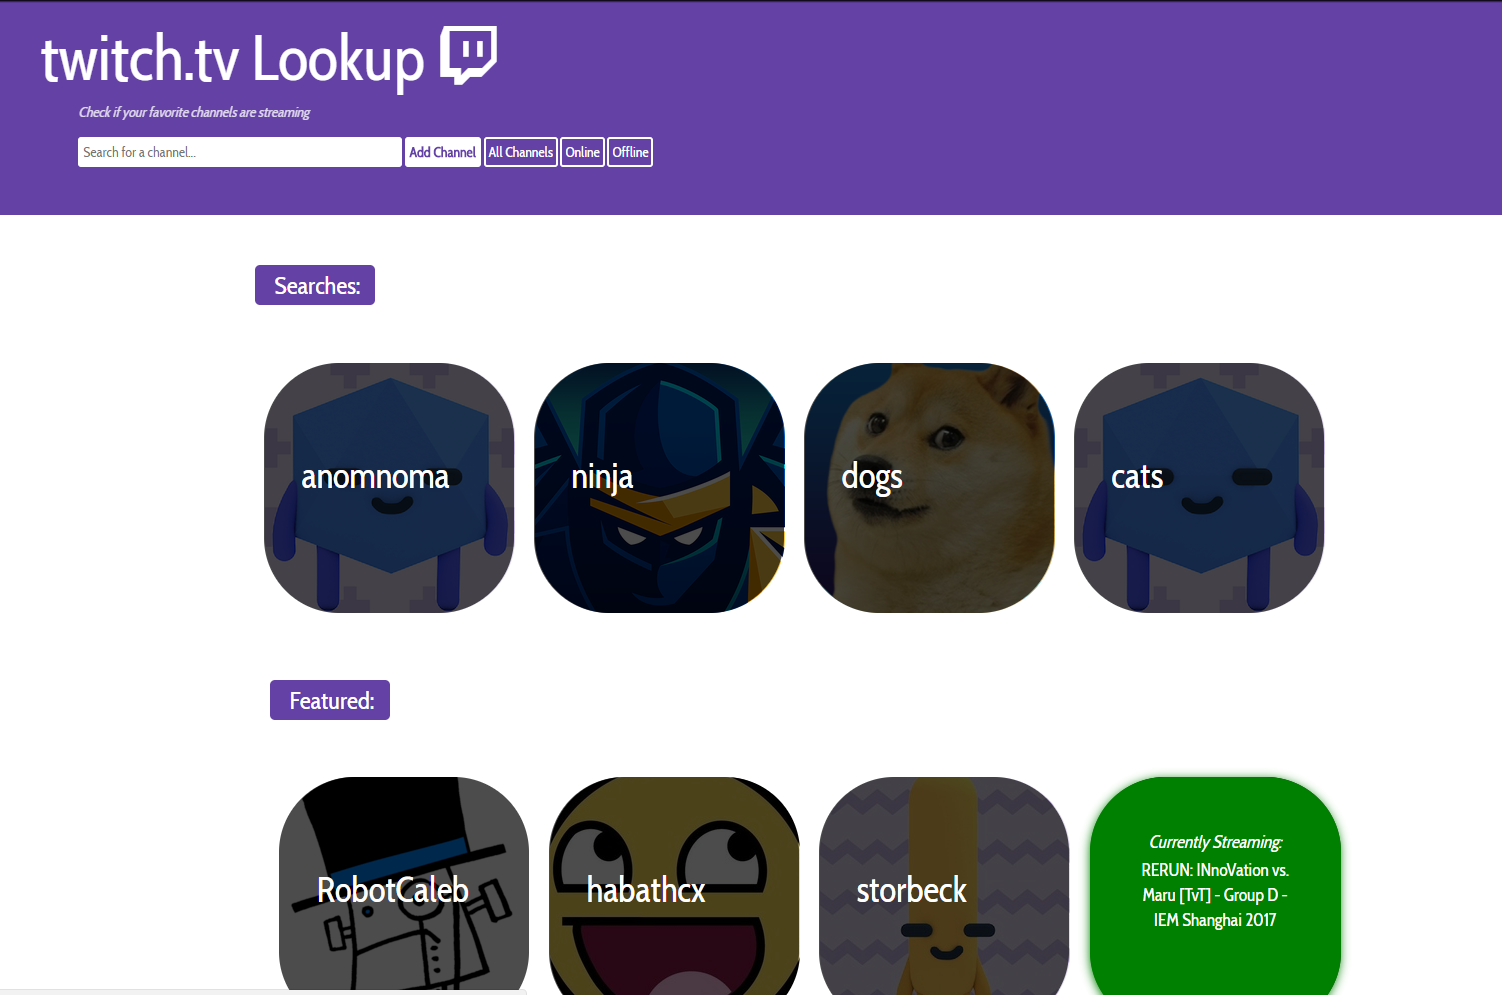 twitch.tv Lookup
Check if your favorite channels are streaming
Search for a channel...
Add Channel
All Channels
Online
Offline
Searches:
anomnoma
ninja
dogs
cats
Featured:
RobotCaleb
habathcx
storbeck
Currently Streaming:
RERUN: INnoVation vs.
Maru [TvT] - Group D -
IEM Shanghai 2017